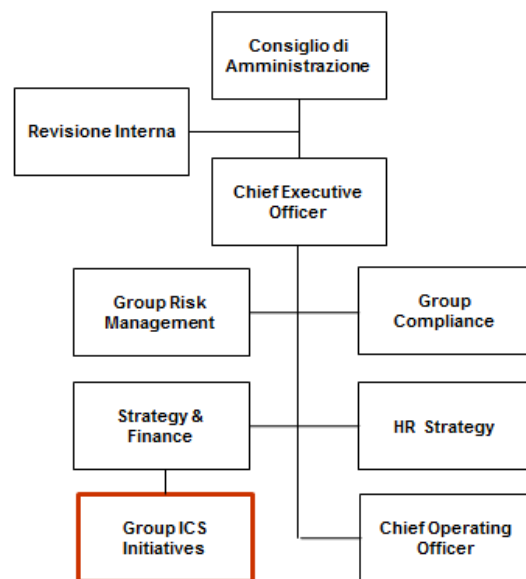 Consiglio di
Amministrazione
Revisione Interna
Chief Executive
Officer
Group Risk
Management
Group
Compliance
Strategy &
Finance
HR Strategy
Group ICS
Initiatives
Chief Operating
Officer